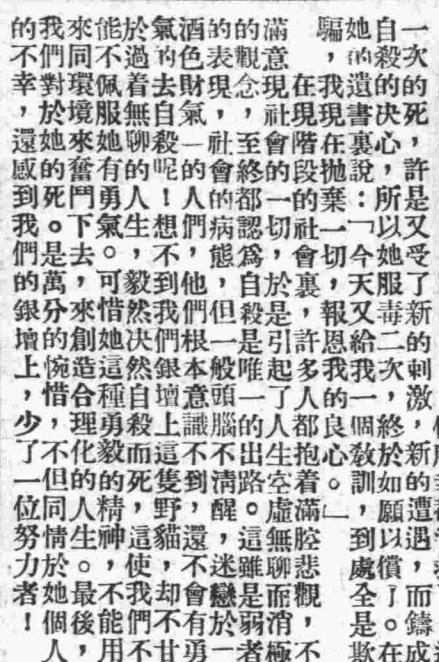 一次的死，許是又受了新的刺激，新的遭遇，而鑄成
自殺的决心，所以她服毒二次，終於如願以償了。在
她的遺書裏說：「今天又給我一個教訓，到處全是欺
騙，我現在拋棄一切，報恩我的良心。」
在現階段的社會裏，許多人都抱着滿腔悲觀，不
滿意現社會的一切，於是引起了人生空虛無聊而消極
的觀念，至終都認爲，自殺是唯一的出路。這雖是弱者
的表現，社會的病態，但一般頭腦不清醒，迷戀於一
酒色財氣—的人們，他們根本意識不到，還不會有勇
氣的去自殺呢！想不到我們銀壇上這隻野貓，却不甘
於過着無聊的人生，毅然决然自殺而死，這使我們不
能不佩服她有勇氣。可惜她這種勇毅的精神，不能用
來同環境來奮鬥下去，來創造合理化的人生。最後，
我們對於她的死。是萬分的惋惜，不但同情於她個人，
的不幸，還感到我們的銀壇上，少了一位努力者！